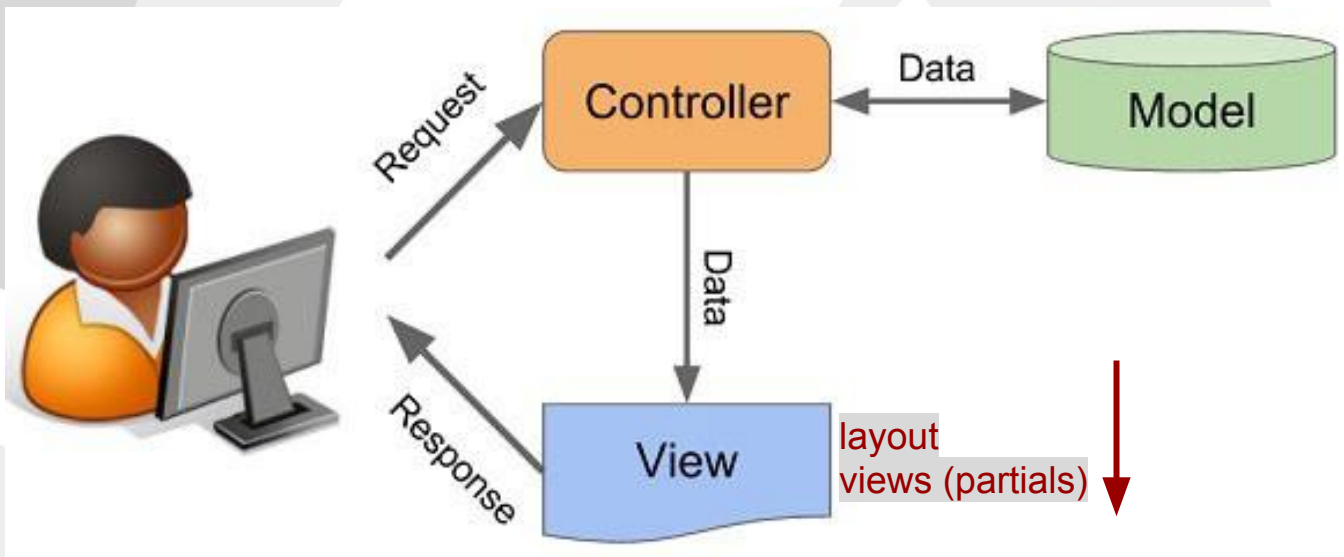 Request
Controller
Data
Model
Data
Response
View
layout
views (partials)